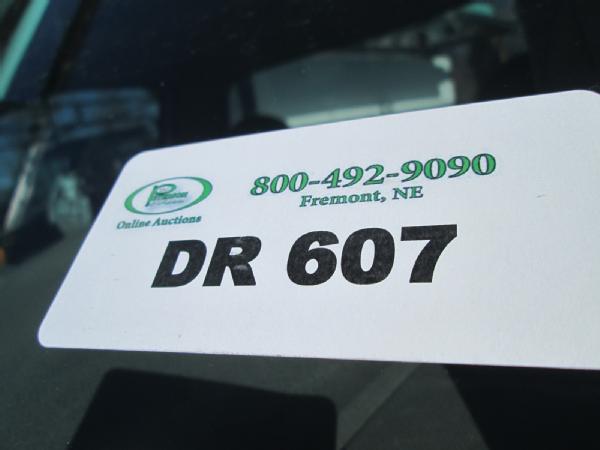 800-492-9090
Fremont, NE
Online Auctions
DR 607